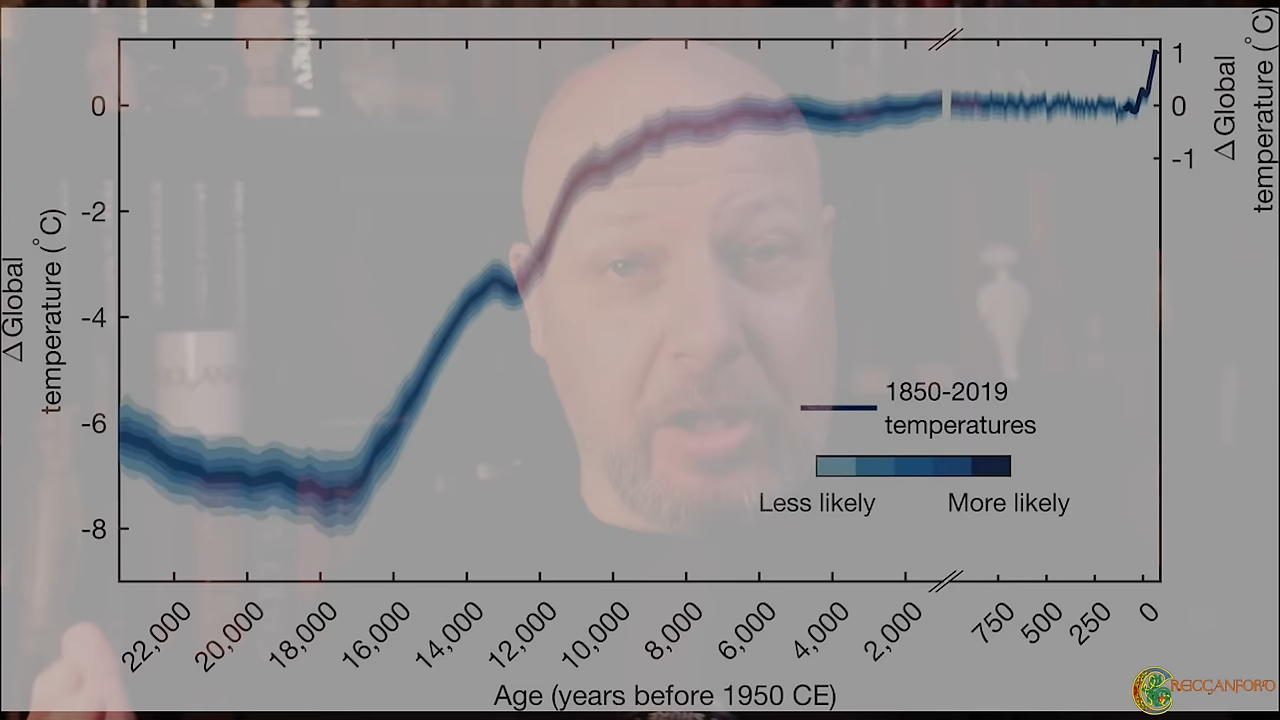 ΔGlobal
temperature (°C)
0
-2
-4
-6
-8
1
0
-1
ΔGlobal
temperature (°C)
1850-2019
temperatures
Less likely More likely
22,000 20,000 18,000 16,000 14,000 12,000 10,000 8,000 6,000 4,000 2,000 750 500 250 0
Age (years before 1950 CE)